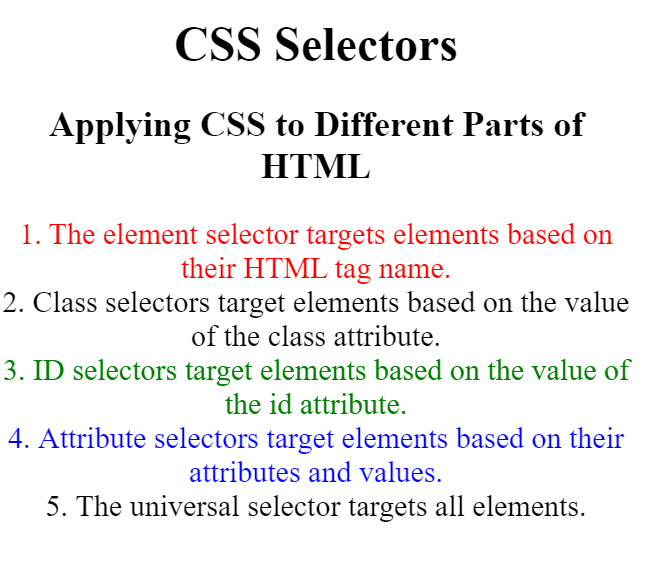 CSS Selectors
Applying CSS to Different Parts of
HTML
1. The element selector targets elements based on
their HTML tag name.
2. Class selectors target elements based on the value
of the class attribute.
3. ID selectors target elements based on the value of
the id attribute.
4. Attribute selectors target elements based on their
attributes and values.
5. The universal selector targets all elements.